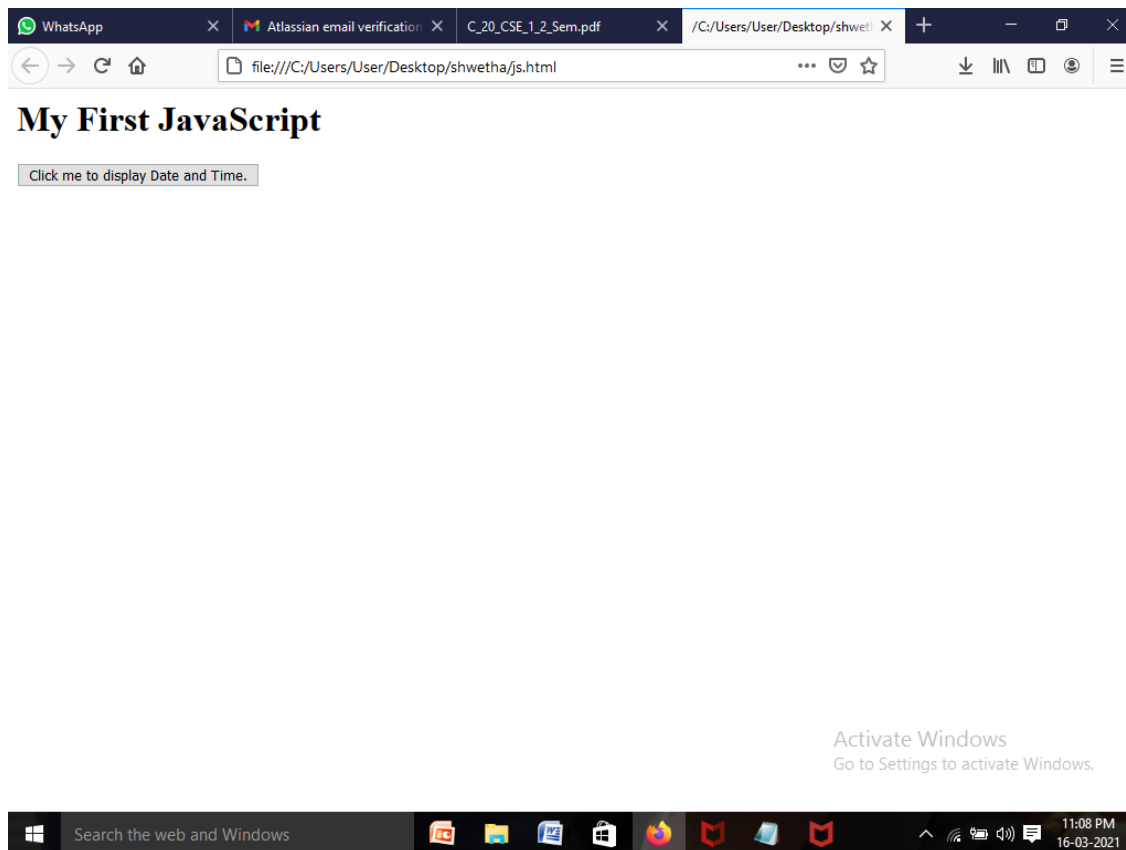 WhatsApp
Atlassian email verification
C_20_CSE_1_2_Sem.pdf
/C:/Users/User/Desktop/shweth
file:///C:/Users/User/Desktop/shwetha/js.html
My First JavaScript
Click me to display Date and Time.
Activate Windows
Go to Settings to activate Windows.
Search the web and Windows
11:08 PM
16-03-2021